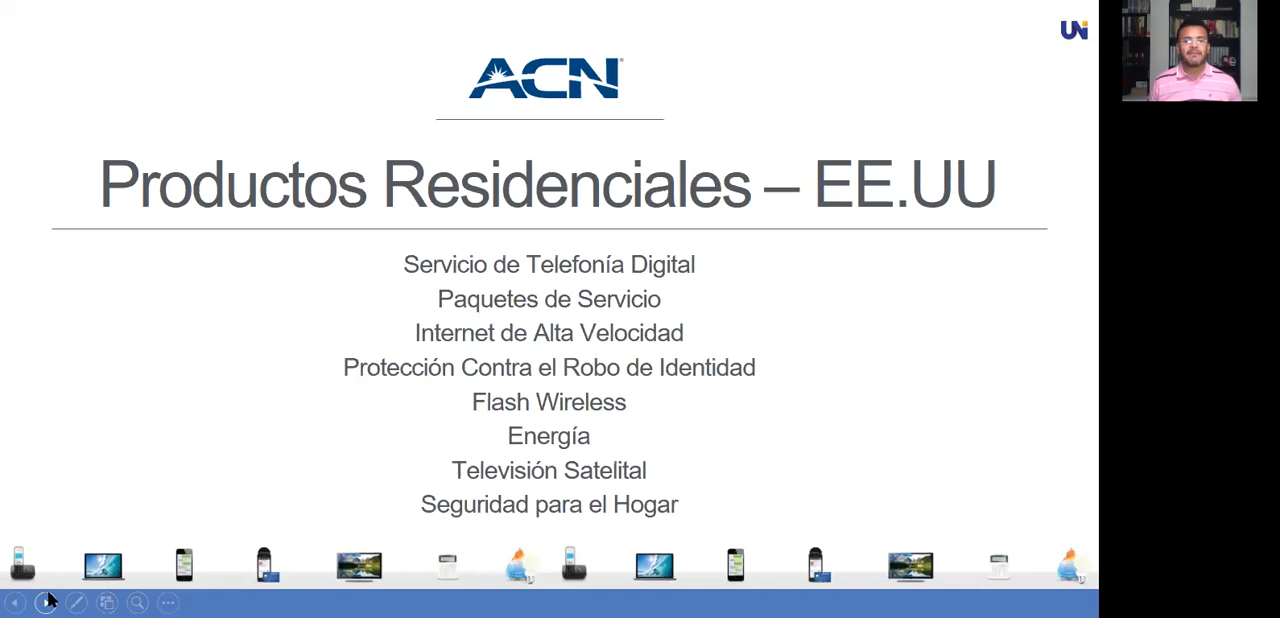 UNi
ACN
Productos Residenciales – EE.UU
Servicio de Telefonía Digital
Paquetes de Servicio
Internet de Alta Velocidad
Protección Contra el Robo de Identidad
Flash Wireless
Energía
Televisión Satelital
Seguridad para el Hogar